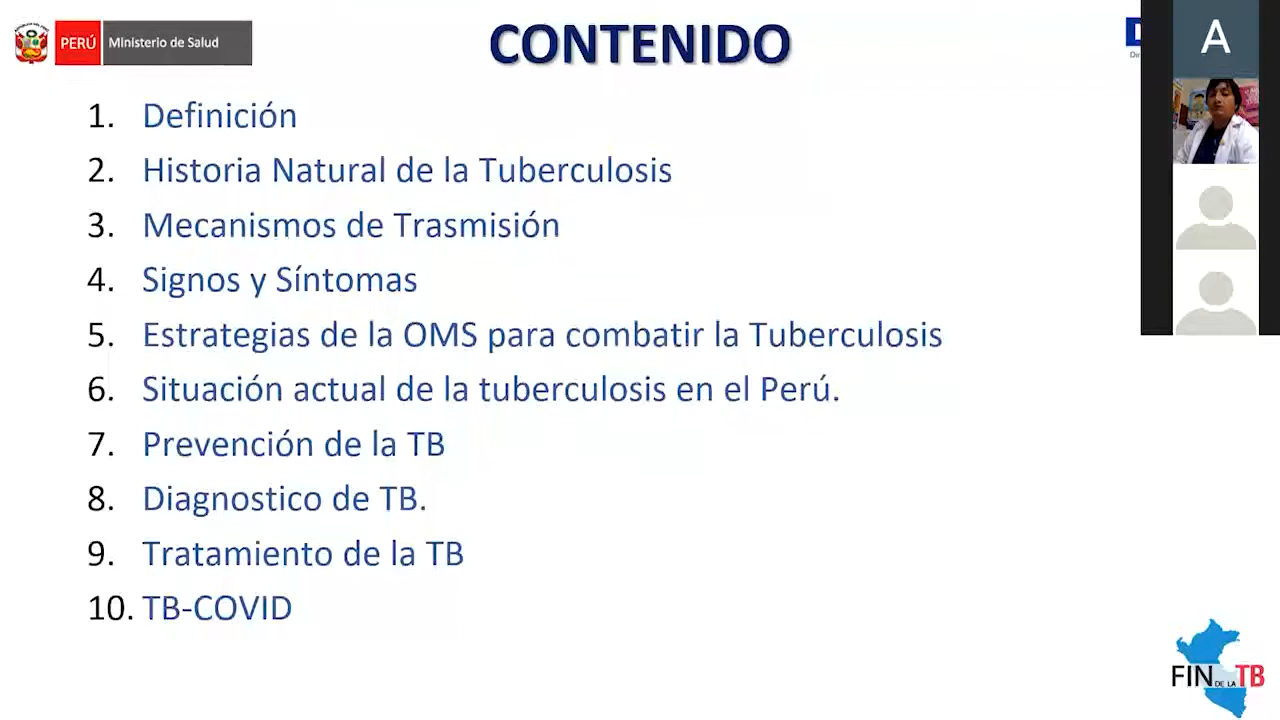 PERÚ Ministerio de Salud
CONTENIDO
A
1. Definición
2. Historia Natural de la Tuberculosis
3. Mecanismos de Trasmisión
4. Signos y Síntomas
5. Estrategias de la OMS para combatir la Tuberculosis
6. Situación actual de la tuberculosis en el Perú.
7. Prevención de la TB
8. Diagnostico de TB.
9. Tratamiento de la TB
10. TB-COVID
FIN DE LA TB